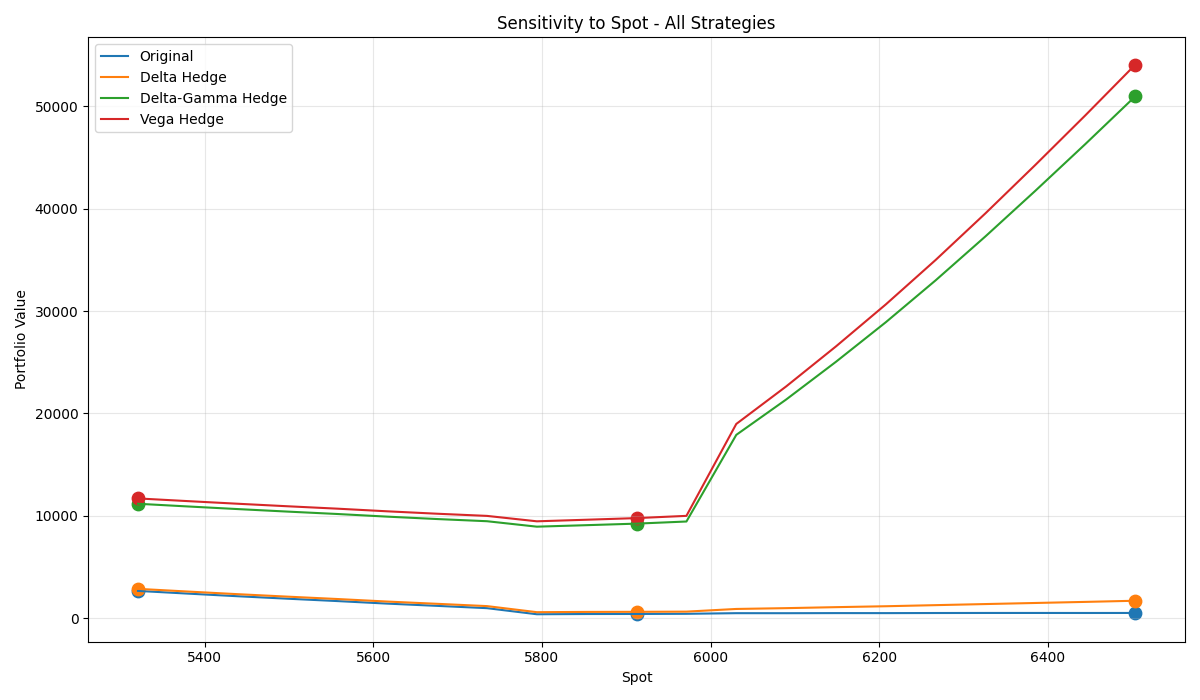 Sensitivity to Spot - All Strategies
Original
Delta Hedge
Delta-Gamma Hedge
Vega Hedge
Portfolio Value
50000
40000
30000
20000
10000
0
5400
5600
5800
6000
6200
6400
Spot